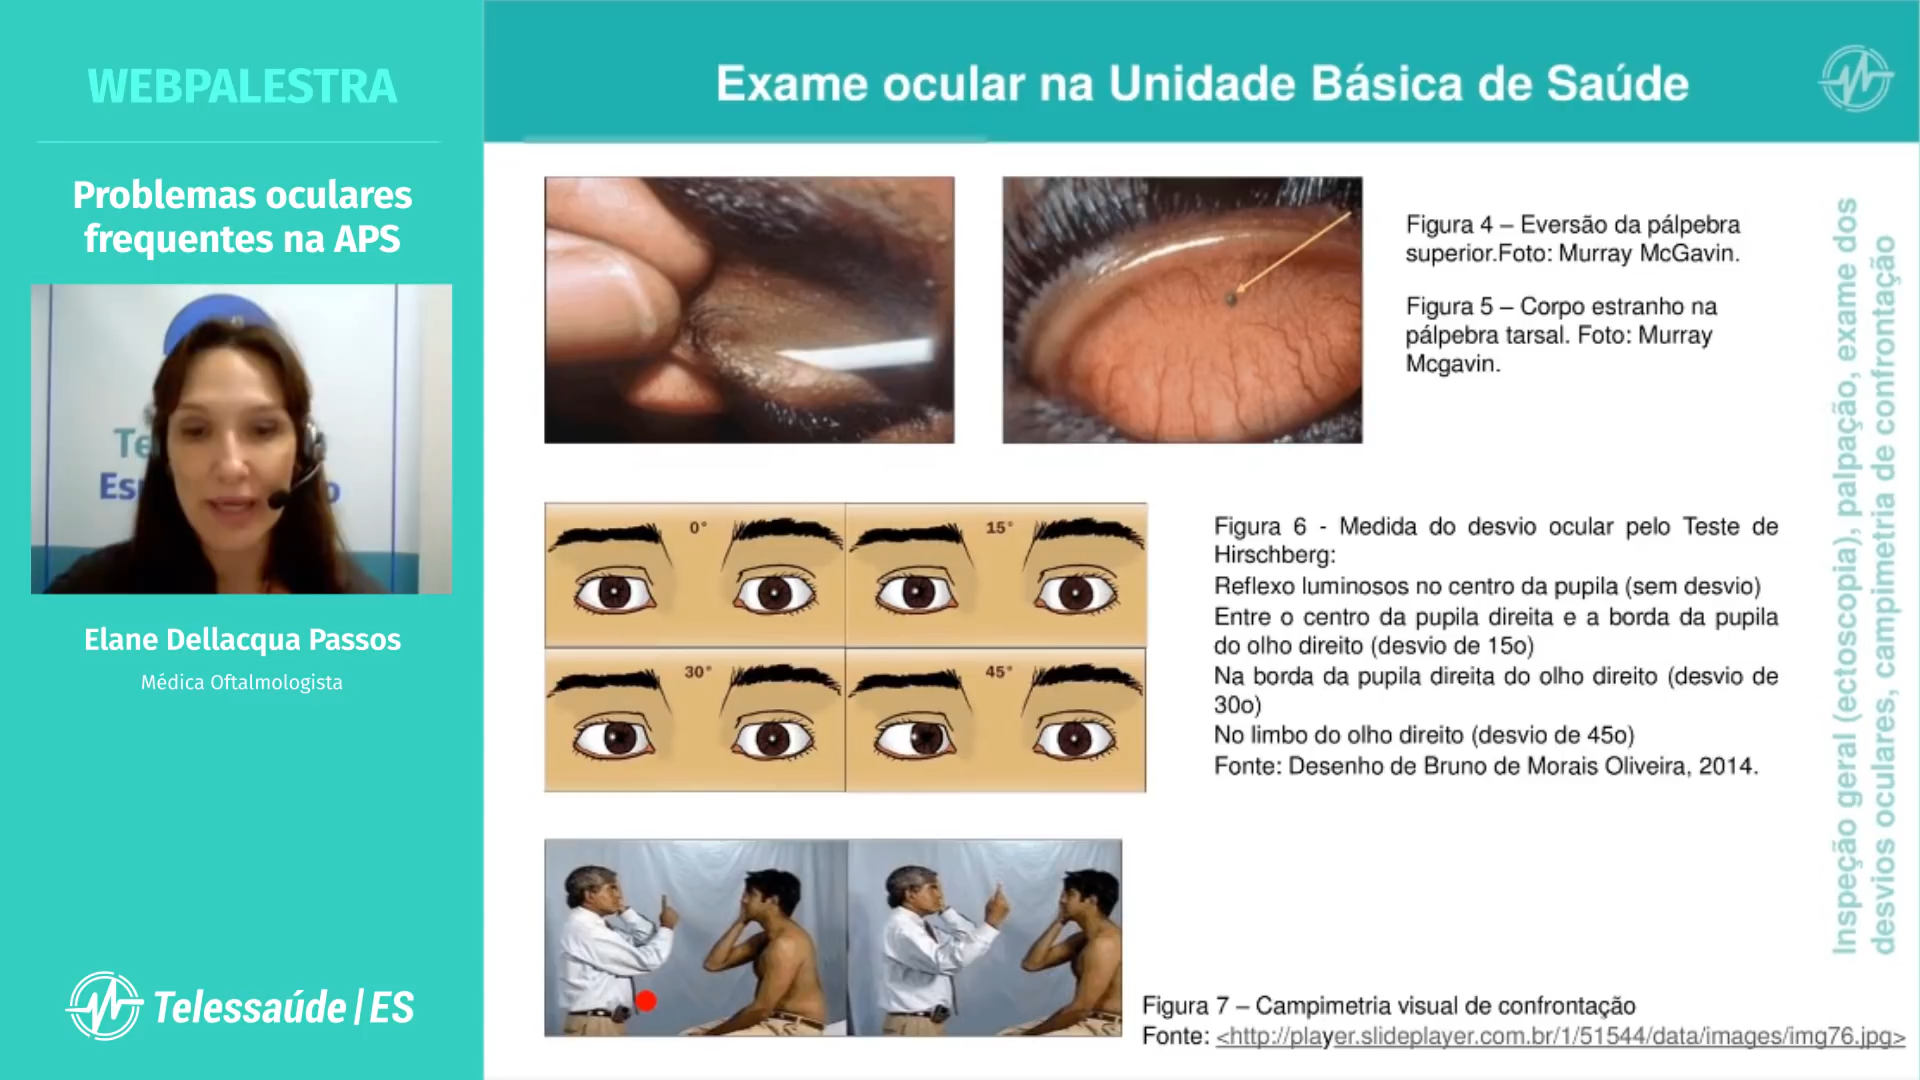 WEBPALESTRA
Problemas oculares
frequentes na APS
Te
Es
o
Elane Dellacqua Passos
Médica Oftalmologista
Telessaúde|ES
Exame ocular na Unidade Básica de Saúde
Figura 4 – Eversão da pálpebra
superior.Foto: Murray McGavin.
Figura 5 – Corpo estranho na
pálpebra tarsal. Foto: Murray
Mcgavin.
0°
15°
30°
45°
Figura 6 - Medida do desvio ocular pelo Teste de
Hirschberg:
Reflexo luminosos no centro da pupila (sem desvio)
Entre o centro da pupila direita e a borda da pupila
do olho direito (desvio de 15o)
Na borda da pupila direita do olho direito (desvio de
30o)
No limbo do olho direito (desvio de 45o)
Fonte: Desenho de Bruno de Morais Oliveira, 2014.
Figura 7 – Campimetria visual de confrontação
Fonte: <http://player.slideplayer.com.br/1/51544/data/images/img76.jpg>
Inspeção geral (ectoscopia), palpação, exame dos
desvios oculares, campimetria de confrontação